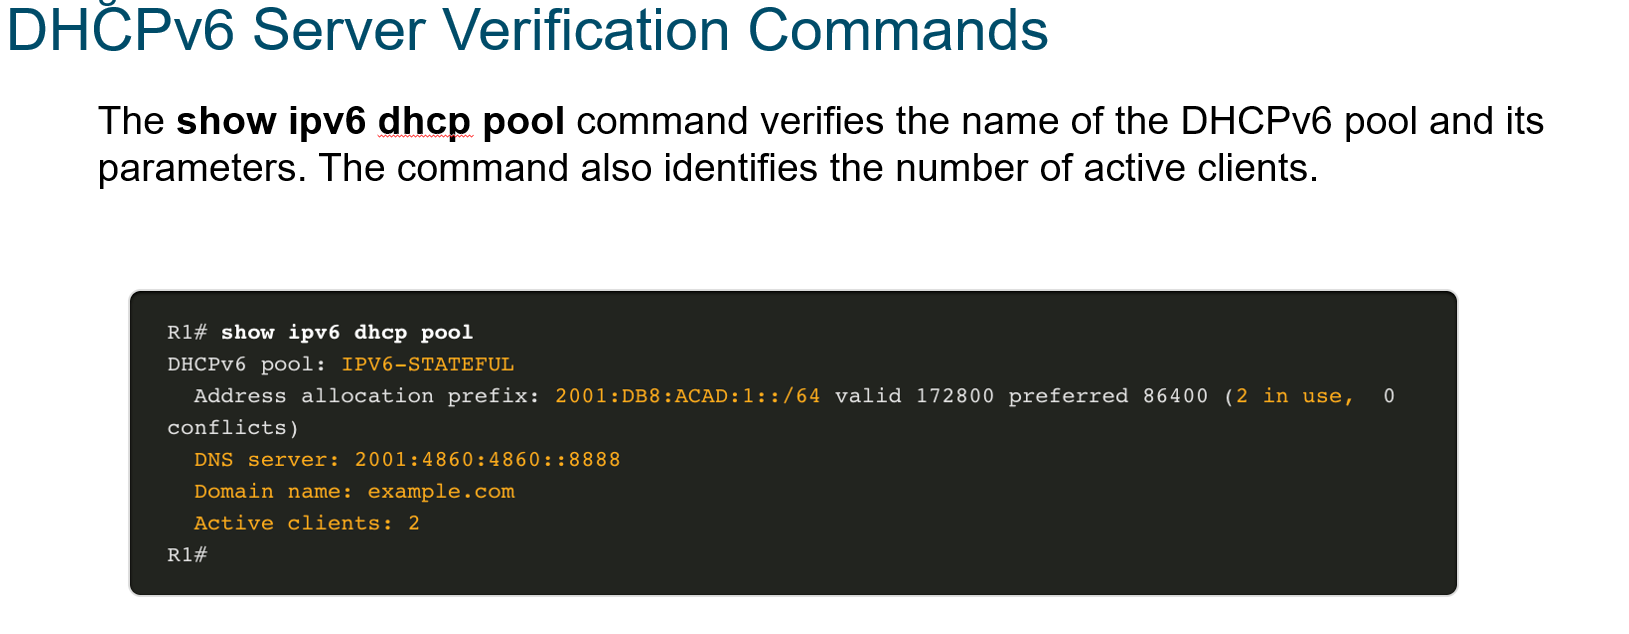 DHCPv6 Server Verification Commands
The show ipv6 dhcp pool command verifies the name of the DHCPv6 pool and its
parameters. The command also identifies the number of active clients.
R1# show ipv6 dhcp pool
DHCPv6 pool: IPV6-STATEFUL
  Address allocation prefix: 2001:DB8:ACAD:1::/64 valid 172800 preferred 86400 (2 in use,  0
conflicts)
  DNS server: 2001:4860:4860::8888
  Domain name: example.com
  Active clients: 2
R1#